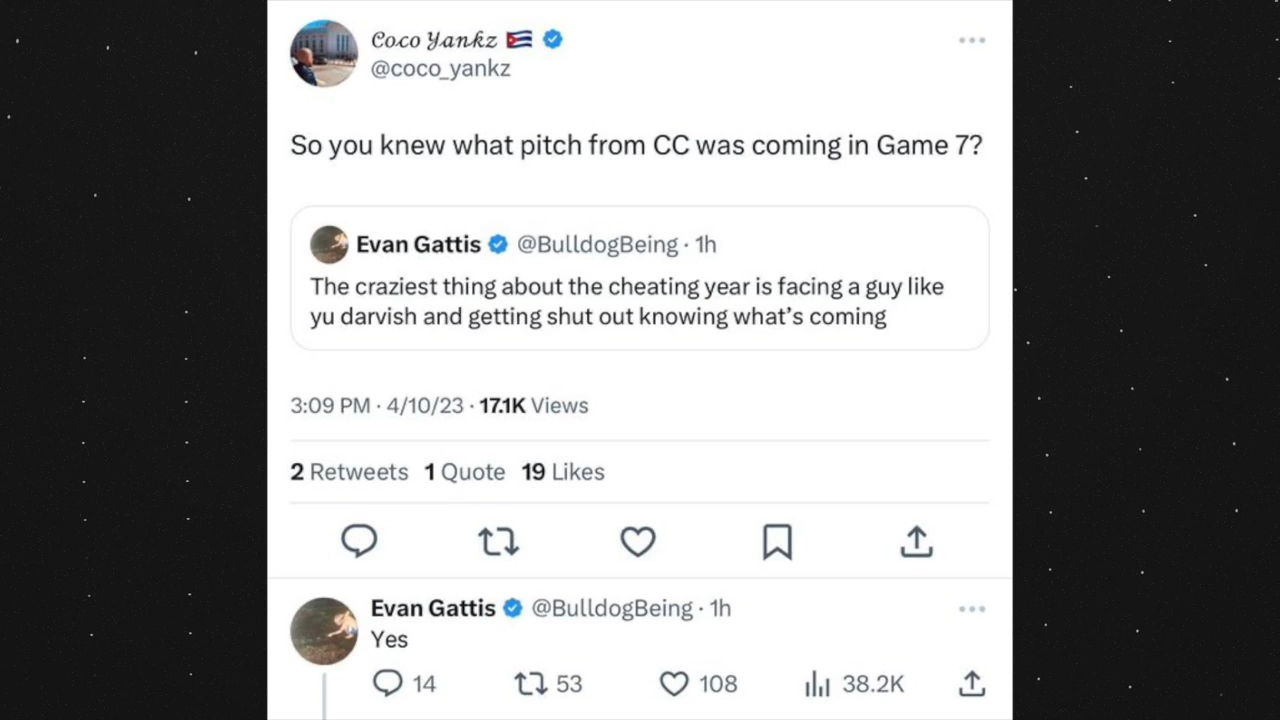 Coco Yankz 🇨🇺
@coco_yankz
So you knew what pitch from CC was coming in Game 7?
Evan Gattis @BulldogBeing · 1h
The craziest thing about the cheating year is facing a guy like
yu darvish and getting shut out knowing what’s coming
3:09 PM · 4/10/23 · 17.1K Views
2 Retweets 1 Quote 19 Likes
Evan Gattis @BulldogBeing · 1h
Yes
14 53 108 38.2K